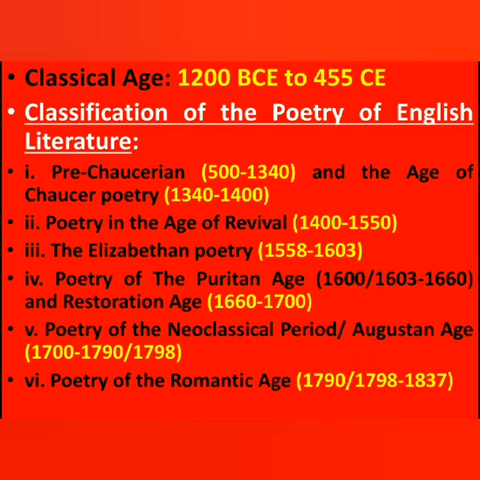 • Classical Age: 1200 BCE to 455 CE
• Classification of the Poetry of English
Literature:
• i. Pre-Chaucerian (500-1340) and the Age of
Chaucer poetry (1340-1400)
• ii. Poetry in the Age of Revival (1400-1550)
• iii. The Elizabethan poetry (1558-1603)
• iv. Poetry of The Puritan Age (1600/1603-1660)
and Restoration Age (1660-1700)
• v. Poetry of the Neoclassical Period/ Augustan Age
(1700-1790/1798)
• vi. Poetry of the Romantic Age (1790/1798-1837)